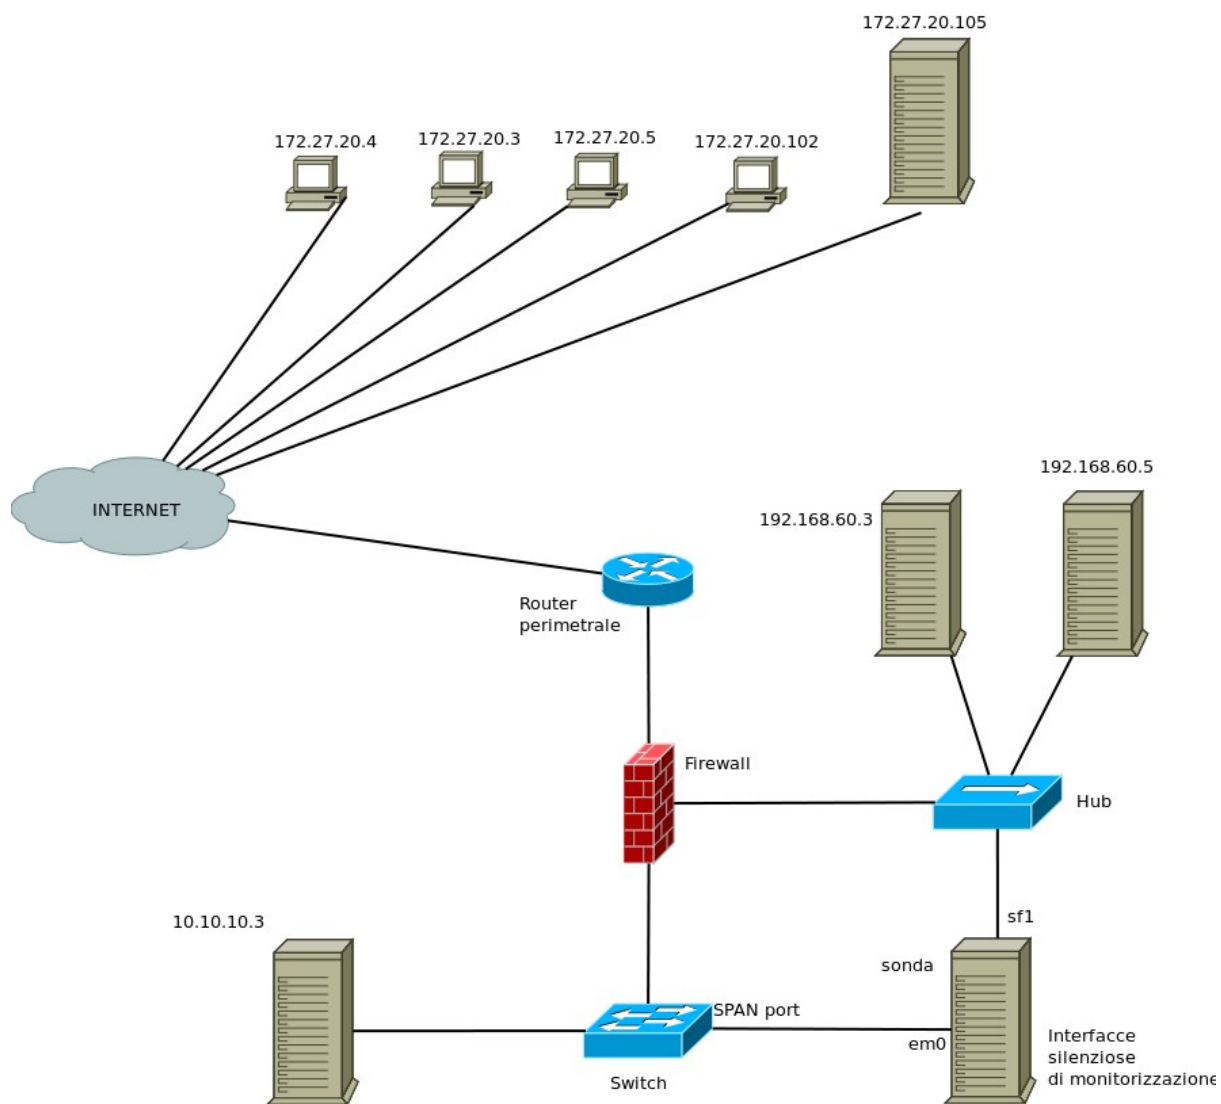 172.27.20.105
172.27.20.4
172.27.20.3
172.27.20.5
172.27.20.102
INTERNET
192.168.60.5
192.168.60.3
Router
perimetrale
Firewall
Hub
10.10.10.3
sf1
sonda
SPAN port
em0
Interfacce
silenziose
di monitorizzazione
Switch